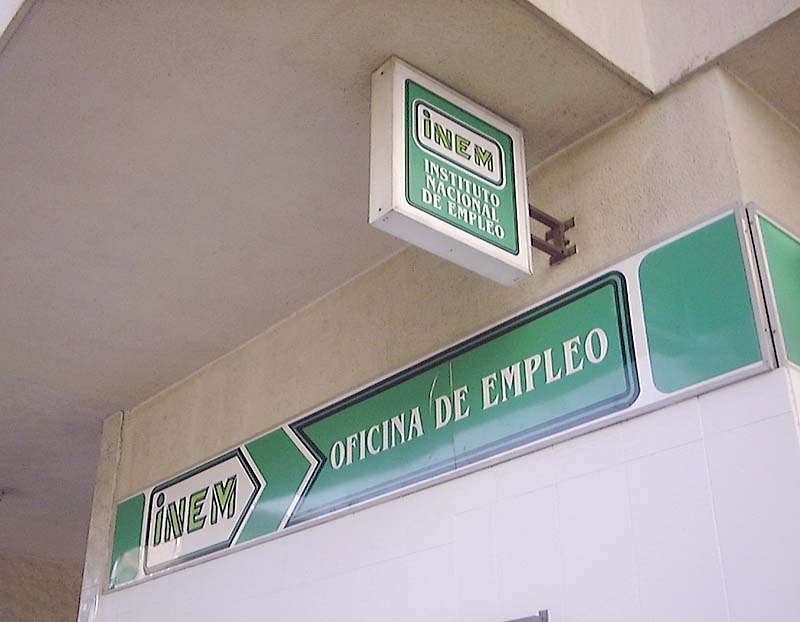 iNEM
INSTITUTO
NACIONAL
DE EMPLEO
iNEM OFICINA DE EMPLEO